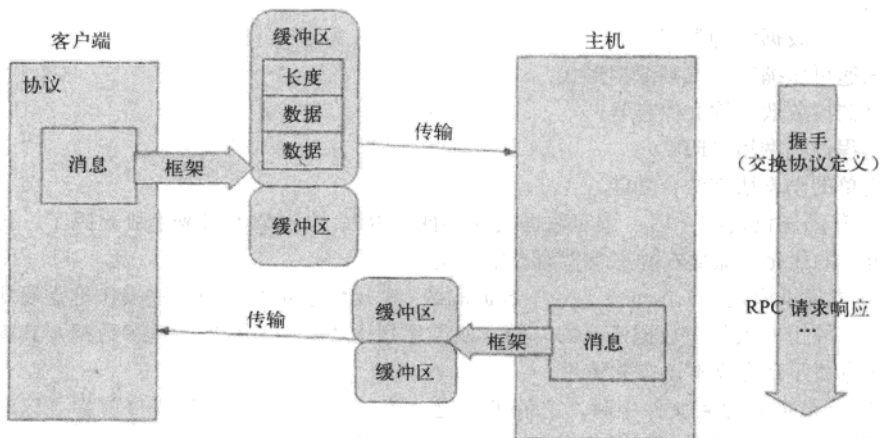 客户端
缓冲区
主机
协议
长度
数据
数据
消息
框架
传输
握手
(交换协议定义)
缓冲区
缓冲区
传输
框架
消息
RPC 请求响应
…
缓冲区